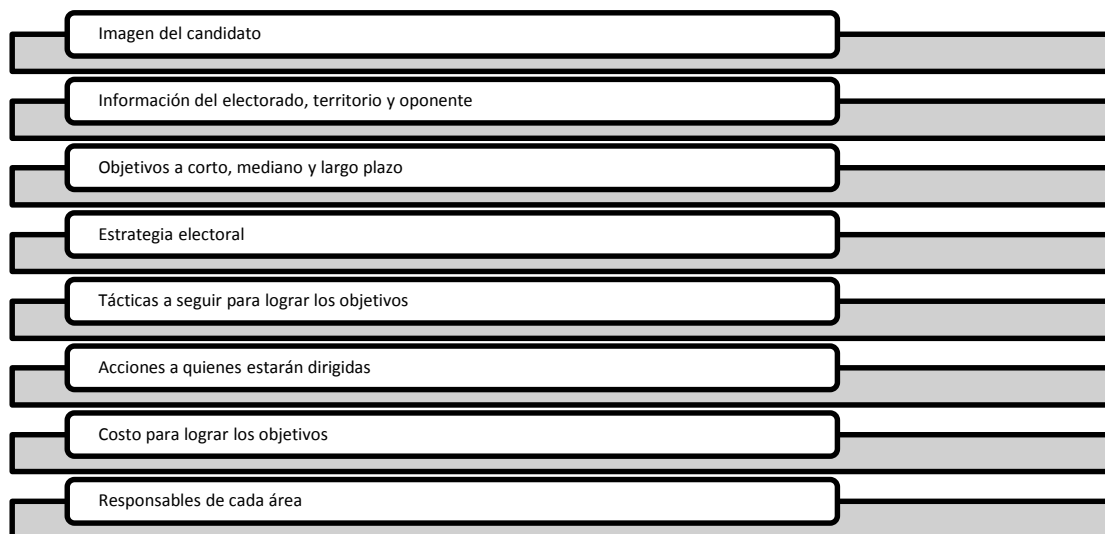 Imagen del candidato
Información del electorado, territorio y oponente
Objetivos a corto, mediano y largo plazo
Estrategia electoral
Tácticas a seguir para lograr los objetivos
Acciones a quienes estarán dirigidas
Costo para lograr los objetivos
Responsables de cada área